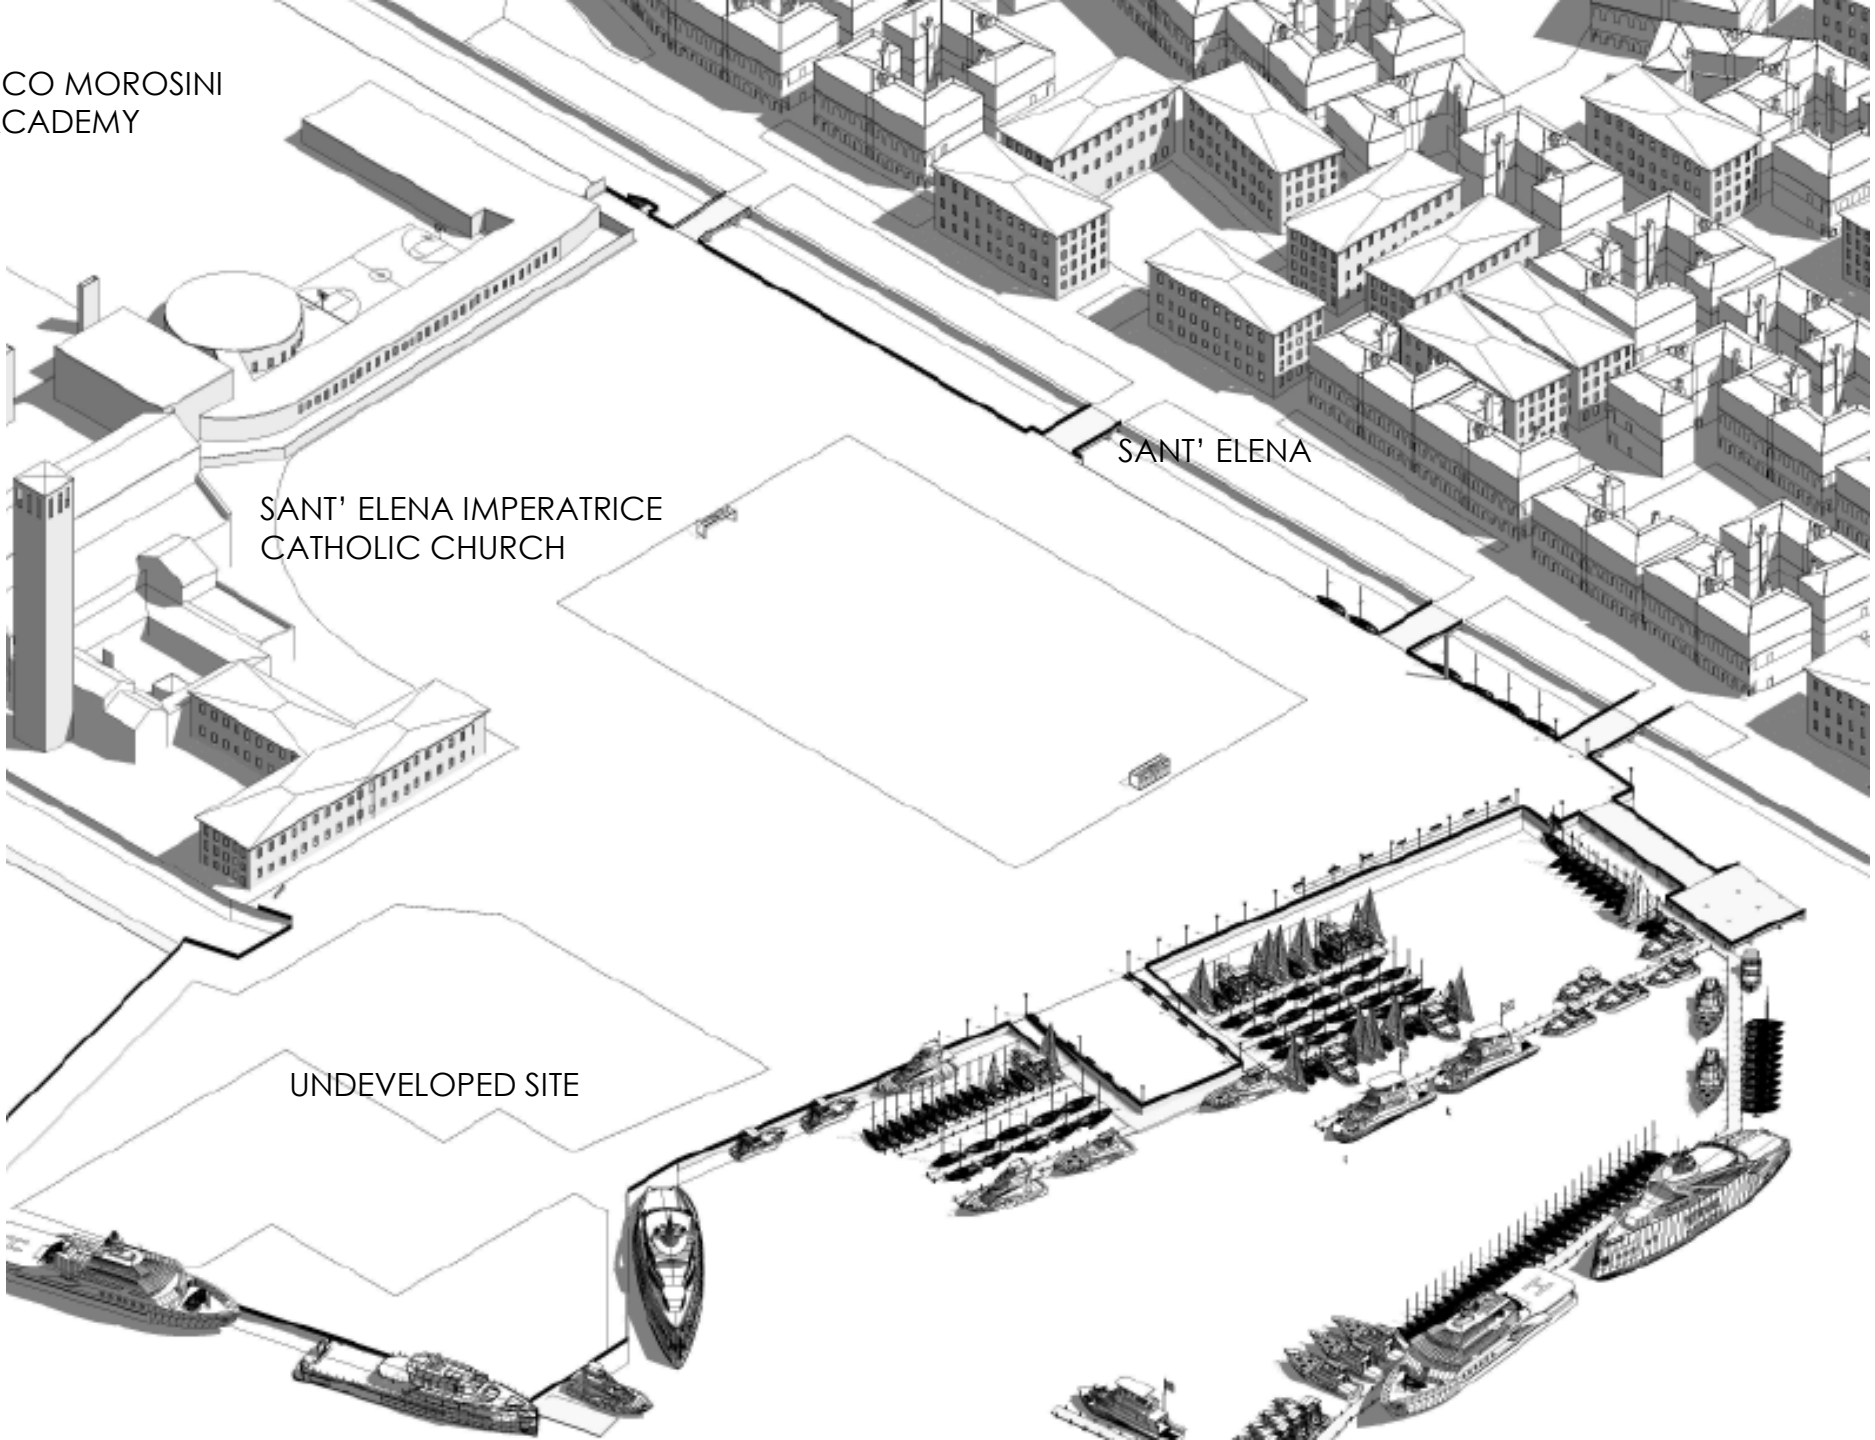 CO MOROSINI
CADEMY
SANT’ ELENA
SANT’ ELENA IMPERATRICE
CATHOLIC CHURCH
UNDEVELOPED SITE